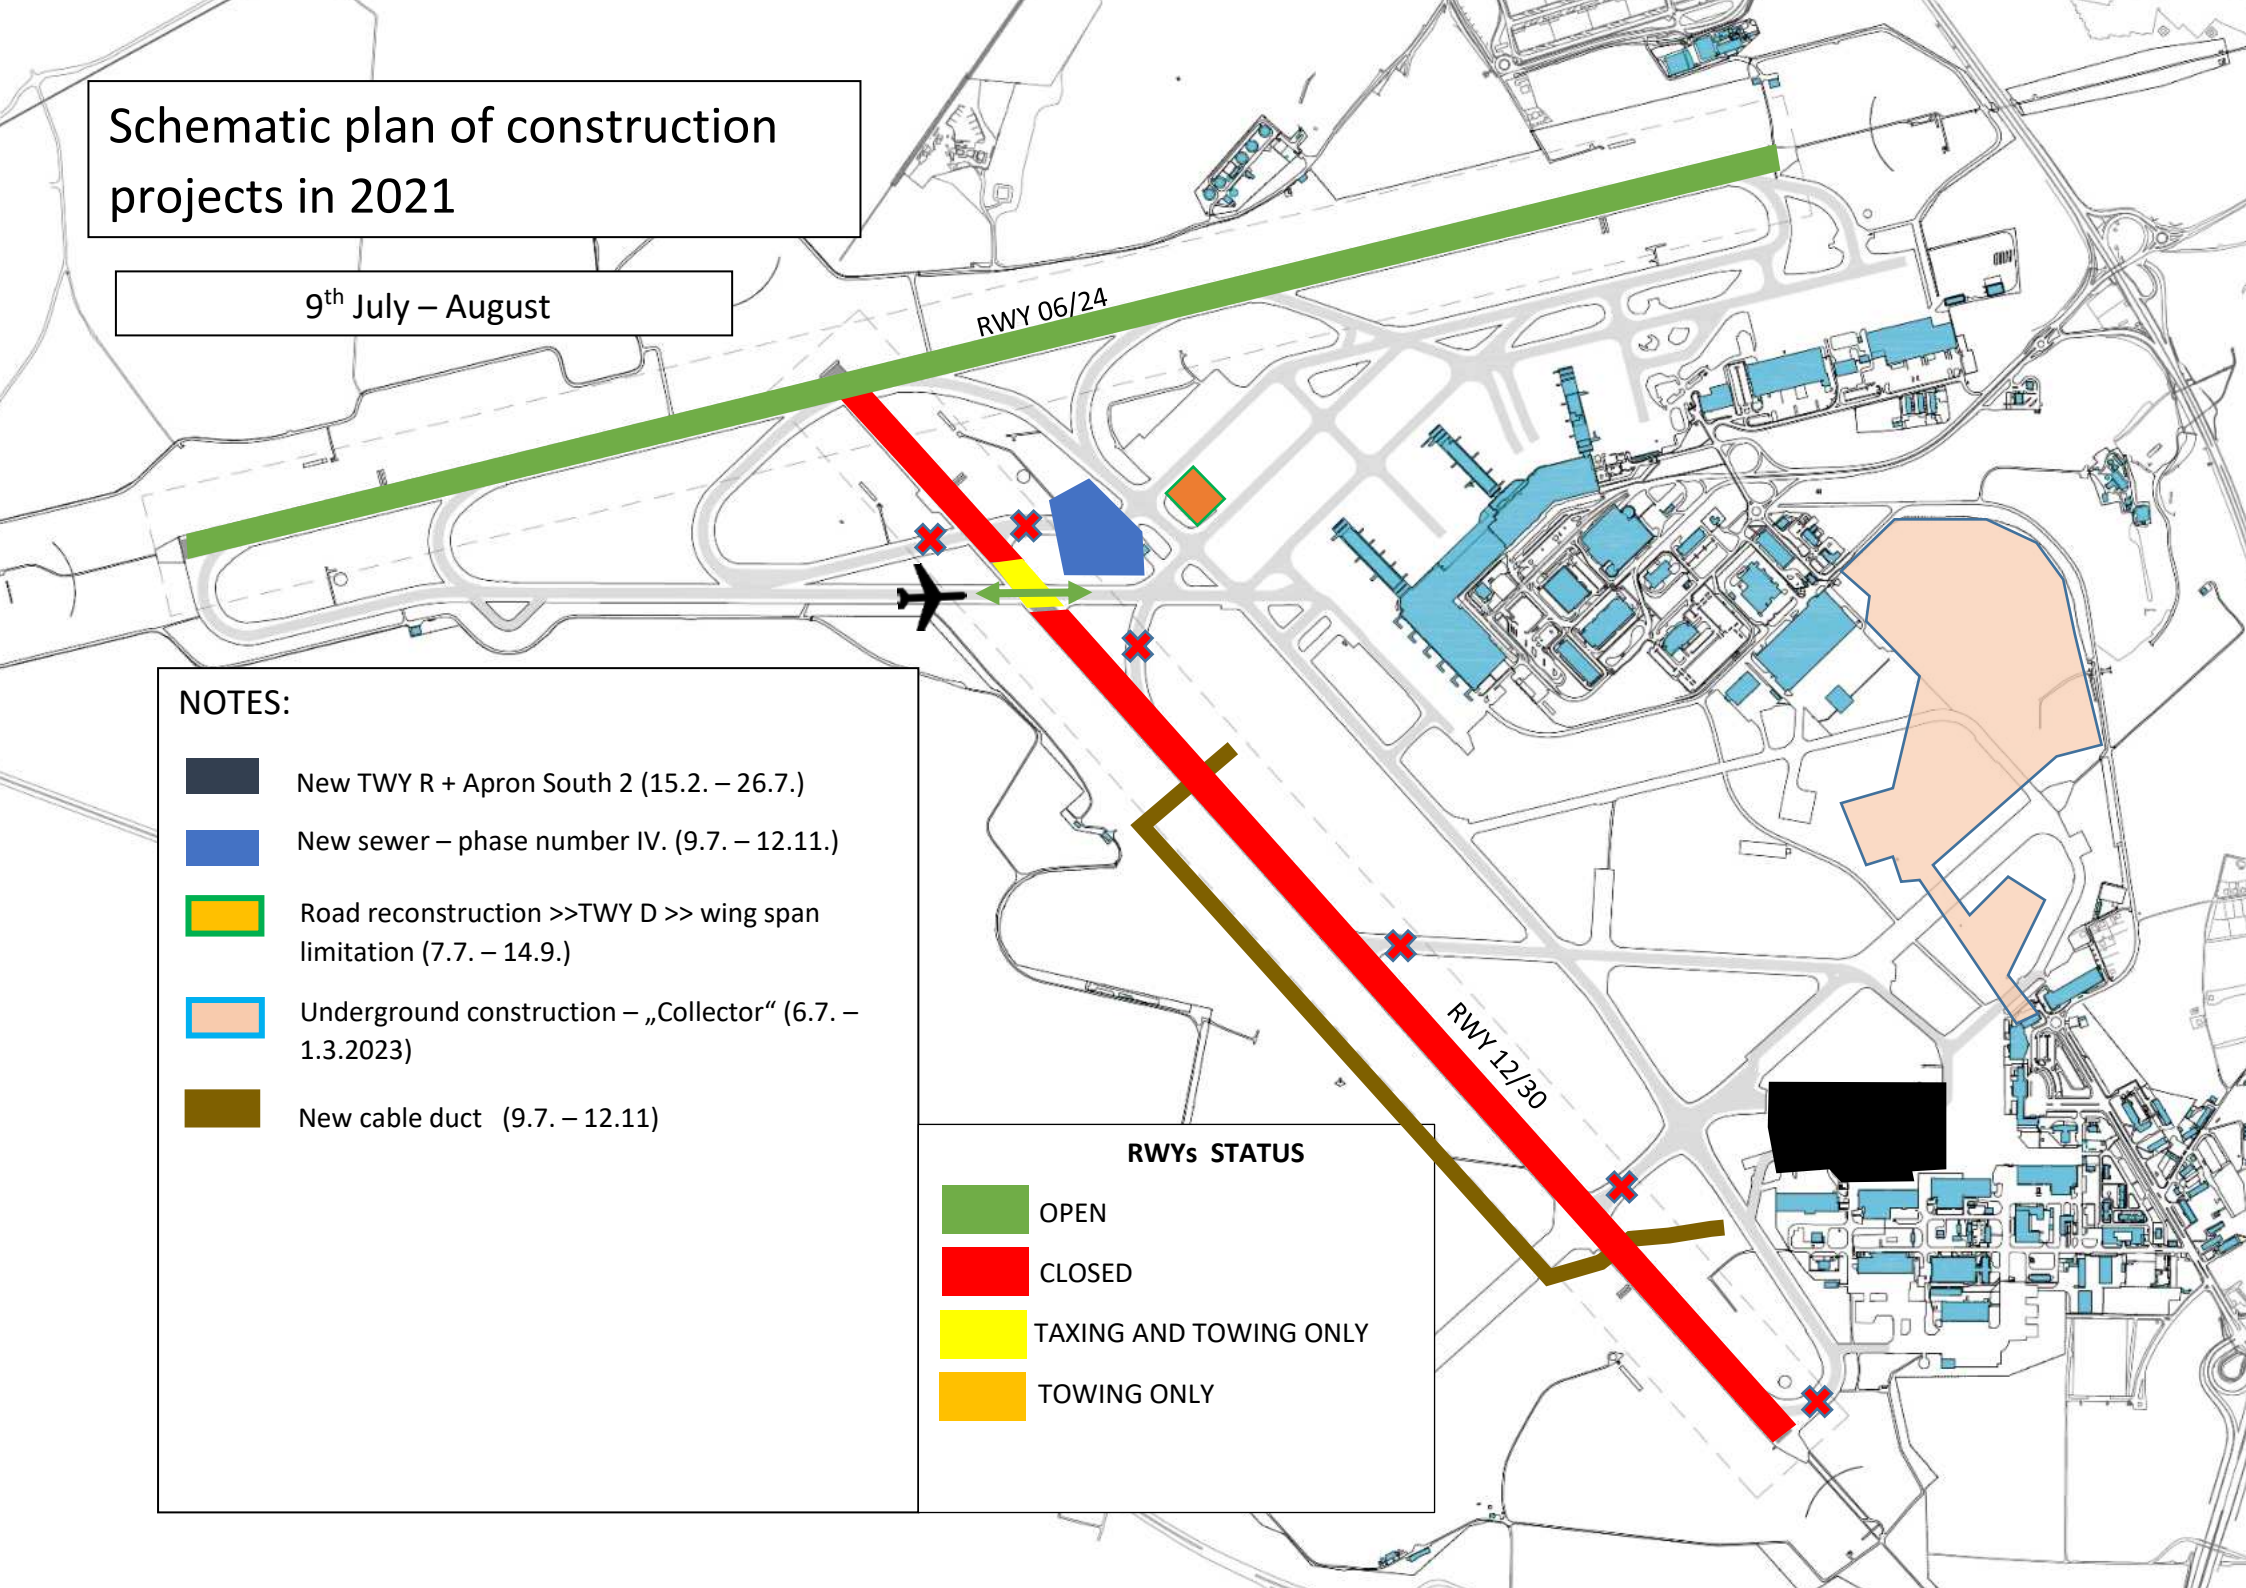 Schematic plan of construction
projects in 2021
9th July – August
RWY 06/24
NOTES:
New TWY R + Apron South 2 (15.2. – 26.7.)
New sewer – phase number IV. (9.7. – 12.11.)
Road reconstruction >>TWY D >> wing span
limitation (7.7. – 14.9.)
Underground construction – „Collector“ (6.7. –
1.3.2023)
New cable duct (9.7. – 12.11)
RWY 12/30
RWYs STATUS
OPEN
CLOSED
TAXING AND TOWING ONLY
TOWING ONLY